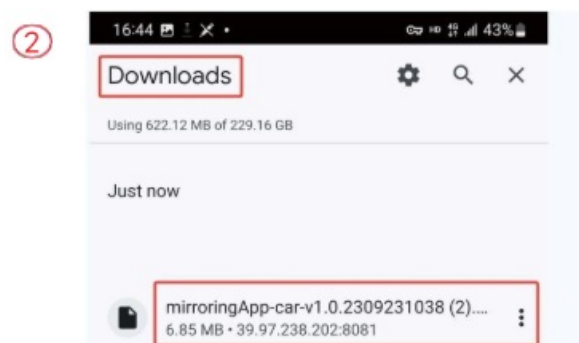 ②
16:44 43%
Downloads
Using 622.12 MB of 229.16 GB
Just now
mirroringApp-car-v1.0.2309231038 (2)....
6.85 MB • 39.97.238.202:8081